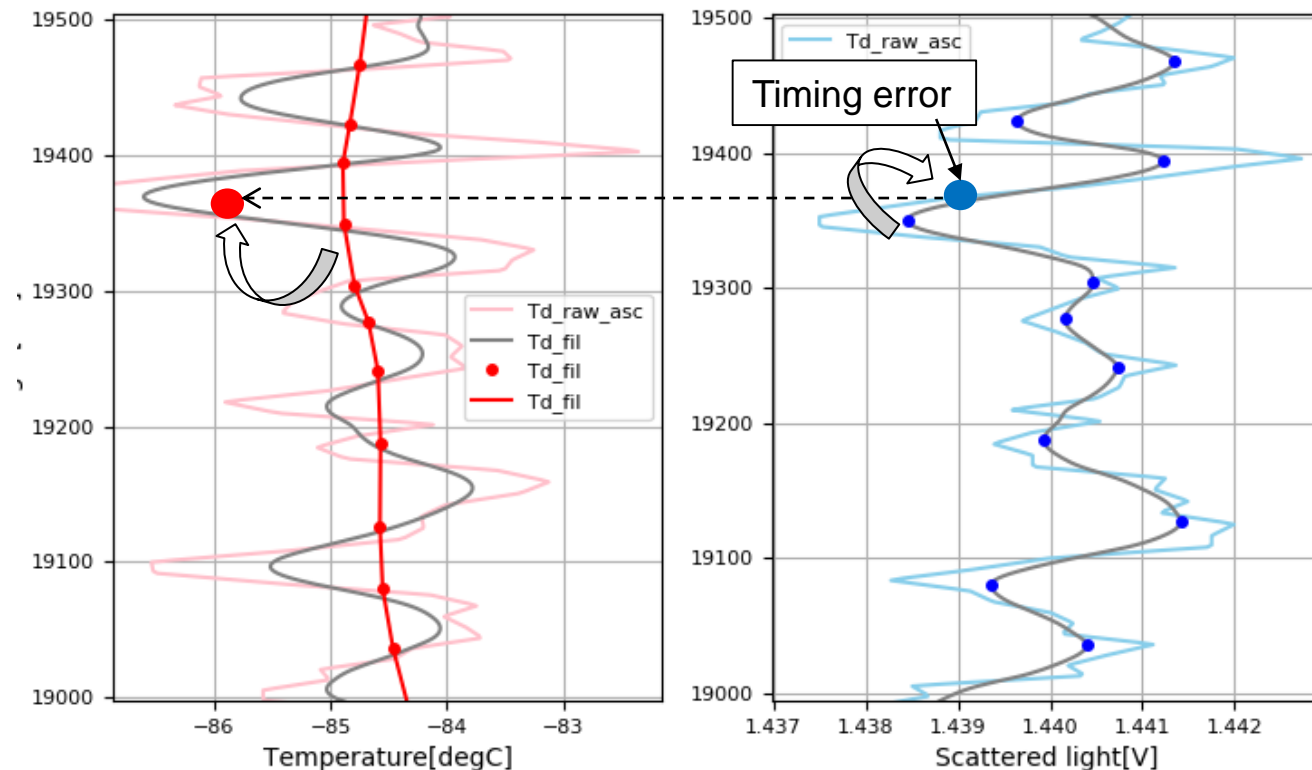 19500
19400
19300
19200
19100
19000
−86
−85
−84
−83
Temperature[degC]
Td_raw_asc
Td_fil
Td_fil
Td_fil
19500
19400
19300
19200
19100
19000
1.437
1.438
1.439
1.440
1.441
1.442
Scattered light[V]
Td_raw_asc
Timing error